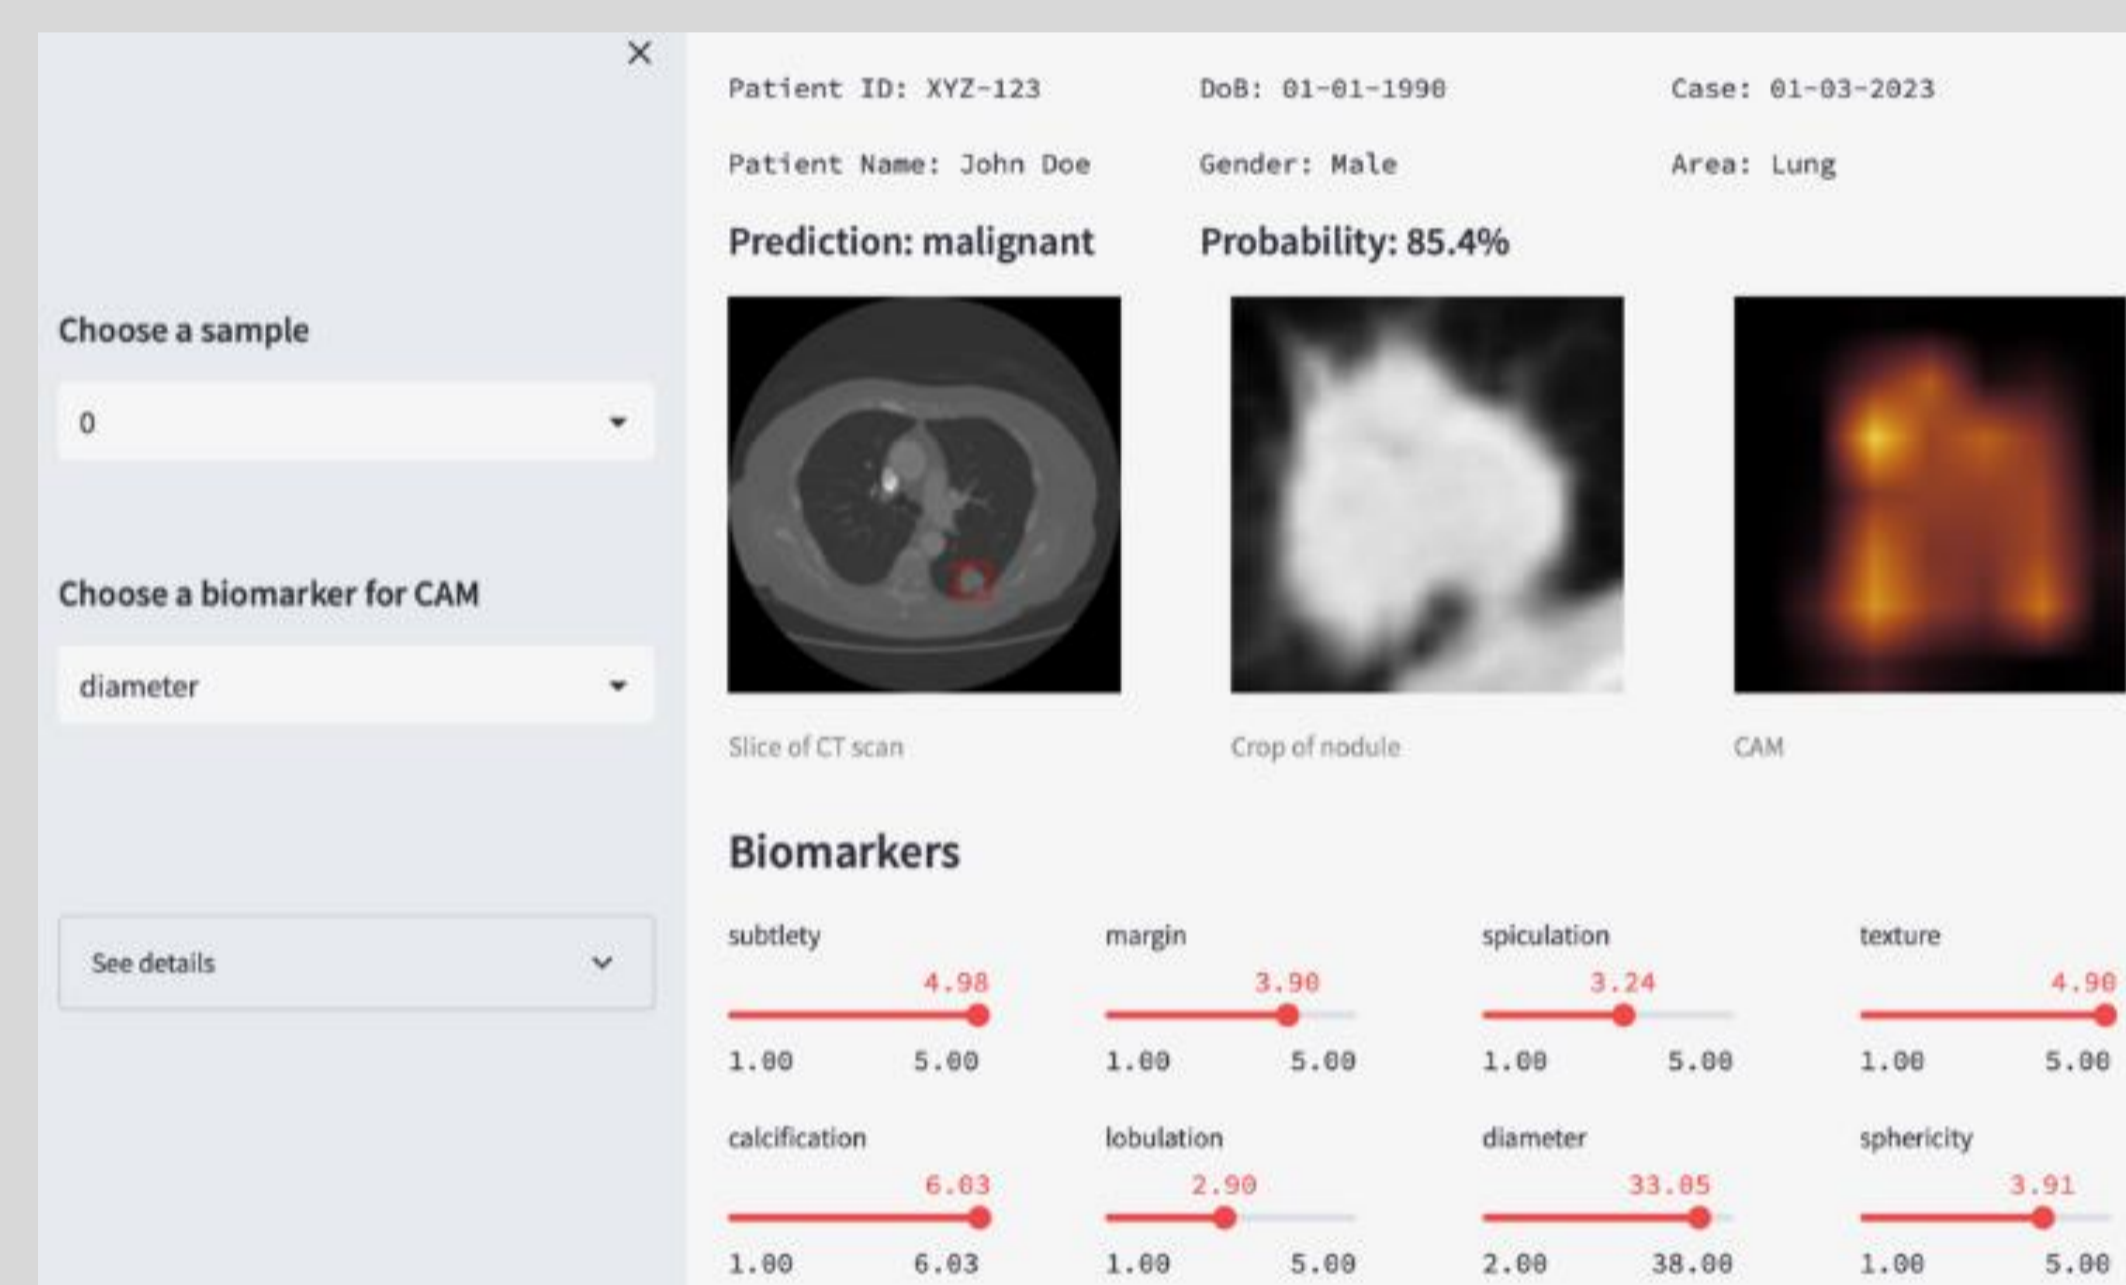 Patient ID: XYZ-123 DoB: 01-01-1990 Case: 01-03-2023
Patient Name: John Doe Gender: Male Area: Lung
Prediction: malignant Probability: 85.4%
Choose a sample
0
Choose a biomarker for CAM
diameter
See details
Slice of CT scan Crop of nodule CAM
Biomarkers
subtlety margin spiculation texture
4.98 3.90 3.24 4.90
1.00 5.00 1.00 5.00 1.00 5.00 1.00 5.00
calcification lobulation diameter sphericity
6.03 2.90 33.05 3.91
1.00 6.03 1.00 5.00 2.00 38.00 1.00 5.00